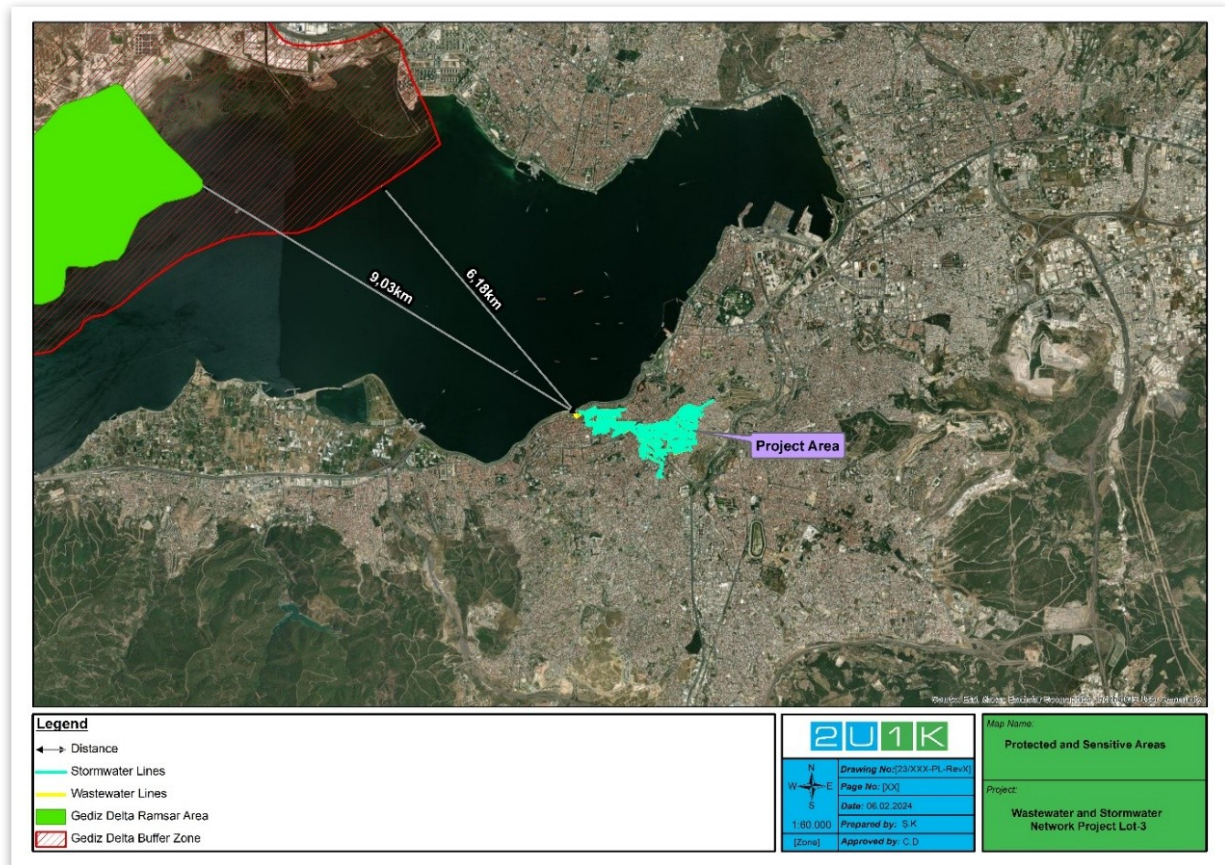 9,03km
6,18km
Project Area
Legend
Distance
Stormwater Lines
Wastewater Lines
Gediz Delta Ramsar Area
Gediz Delta Buffer Zone
2U1K
N
W E
S
1:60.000
[Zone]
Drawing No:[23/XXX-PL-RevX]
Page No: [XX]
Date: 06.02.2024
Prepared by: S.K
Approved by: C.D
Map Name:
Protected and Sensitive Areas
Project:
Wastewater and Stormwater
Network Project Lot-3